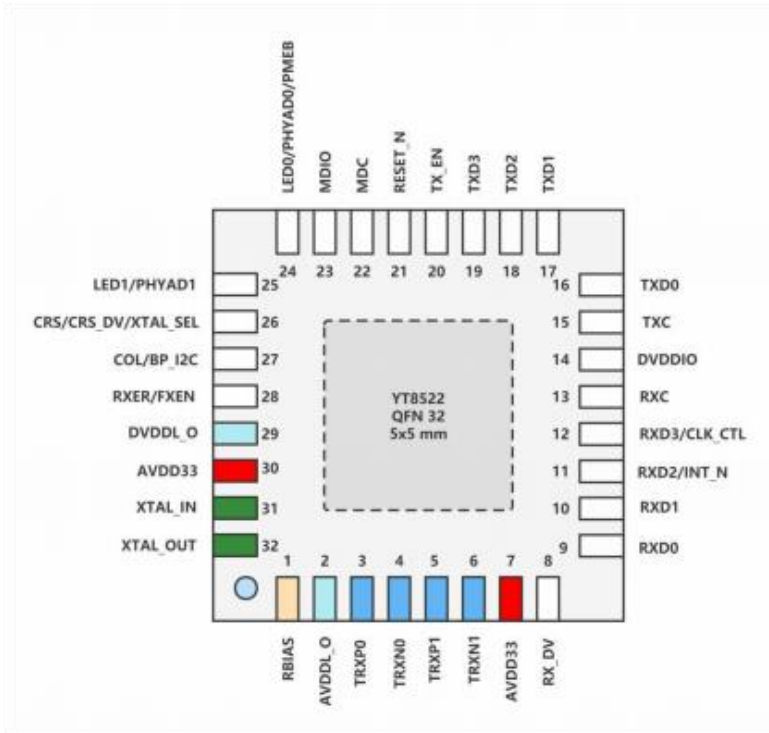 LED0/PHYAD0/PMEB
MDIO
MDC
RESET_N
TX_EN
TXD3
TXD2
TXD1
24 23 22 21 20 19 18 17
LED1/PHYAD1 25
CRS/CRS_DV/XTAL_SEL 26
COL/BP_I2C 27
RXER/FXEN 28
DVDDL_O 29
AVDD33 30
XTAL_IN 31
XTAL_OUT 32
YT8522
QFN 32
5x5 mm
16 TXD0
15 TXC
14 DVDDIO
13 RXC
12 RXD3/CLK_CTL
11 RXD2/INT_N
10 RXD1
9 RXD0
1 2 3 4 5 6 7 8
RBIAS
AVDDL_O
TRXP0
TRXN0
TRXP1
TRXN1
AVDD33
RX_DV